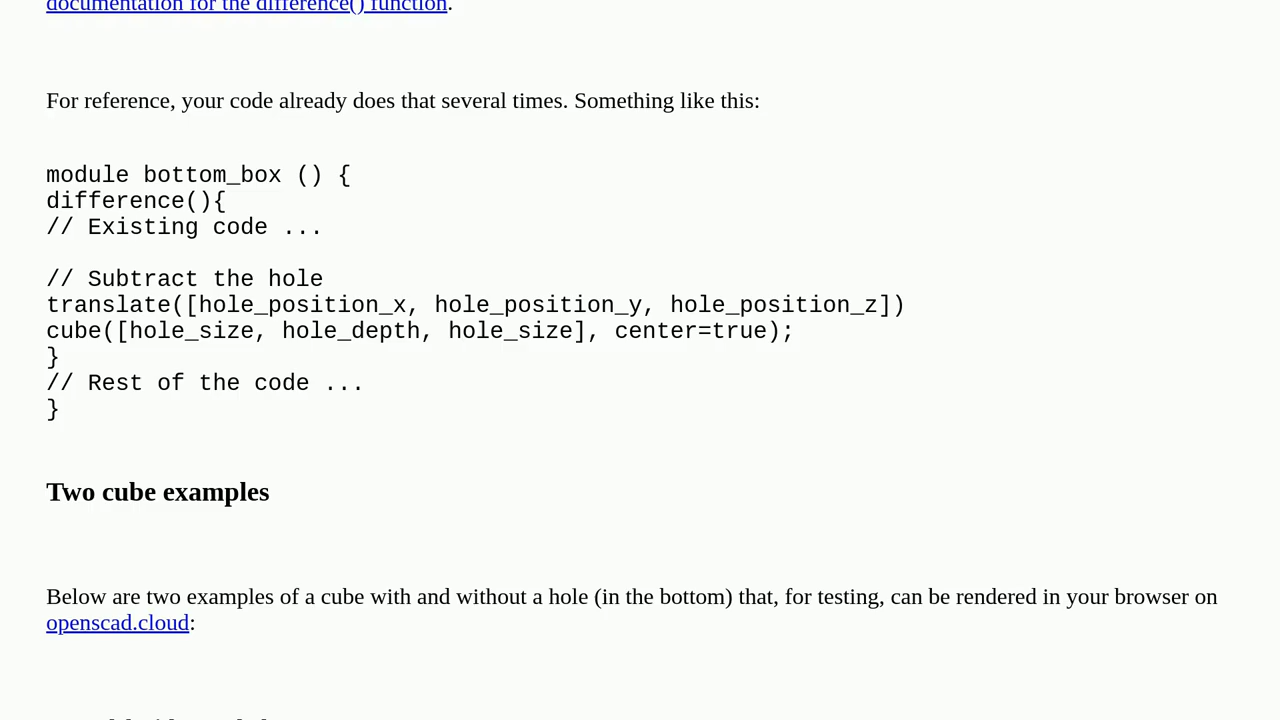 documentation for the difference() function.
For reference, your code already does that several times. Something like this:
module bottom_box () {
difference(){
// Existing code ...
// Subtract the hole
translate([hole_position_x, hole_position_y, hole_position_z])
cube([hole_size, hole_depth, hole_size], center=true);
}
// Rest of the code ...
}
Two cube examples
Below are two examples of a cube with and without a hole (in the bottom) that, for testing, can be rendered in your browser on
openscad.cloud: